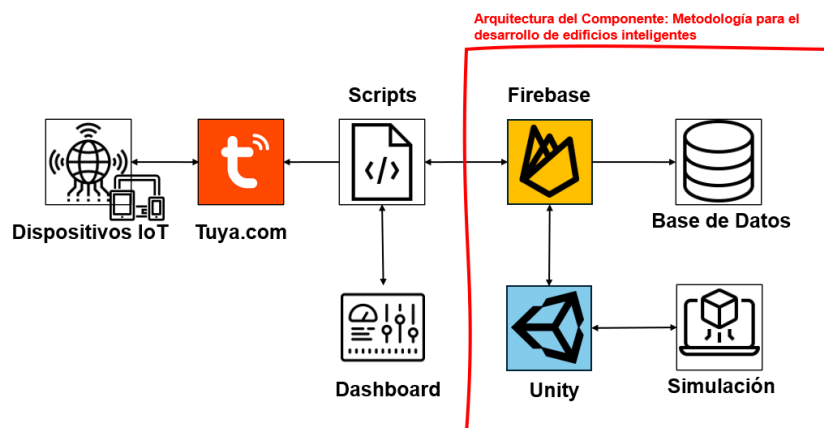 Arquitectura del Componente: Metodología para el
desarrollo de edificios inteligentes
Scripts
Firebase
Dispositivos IoT
Tuya.com
Base de Datos
Dashboard
Unity
Simulación